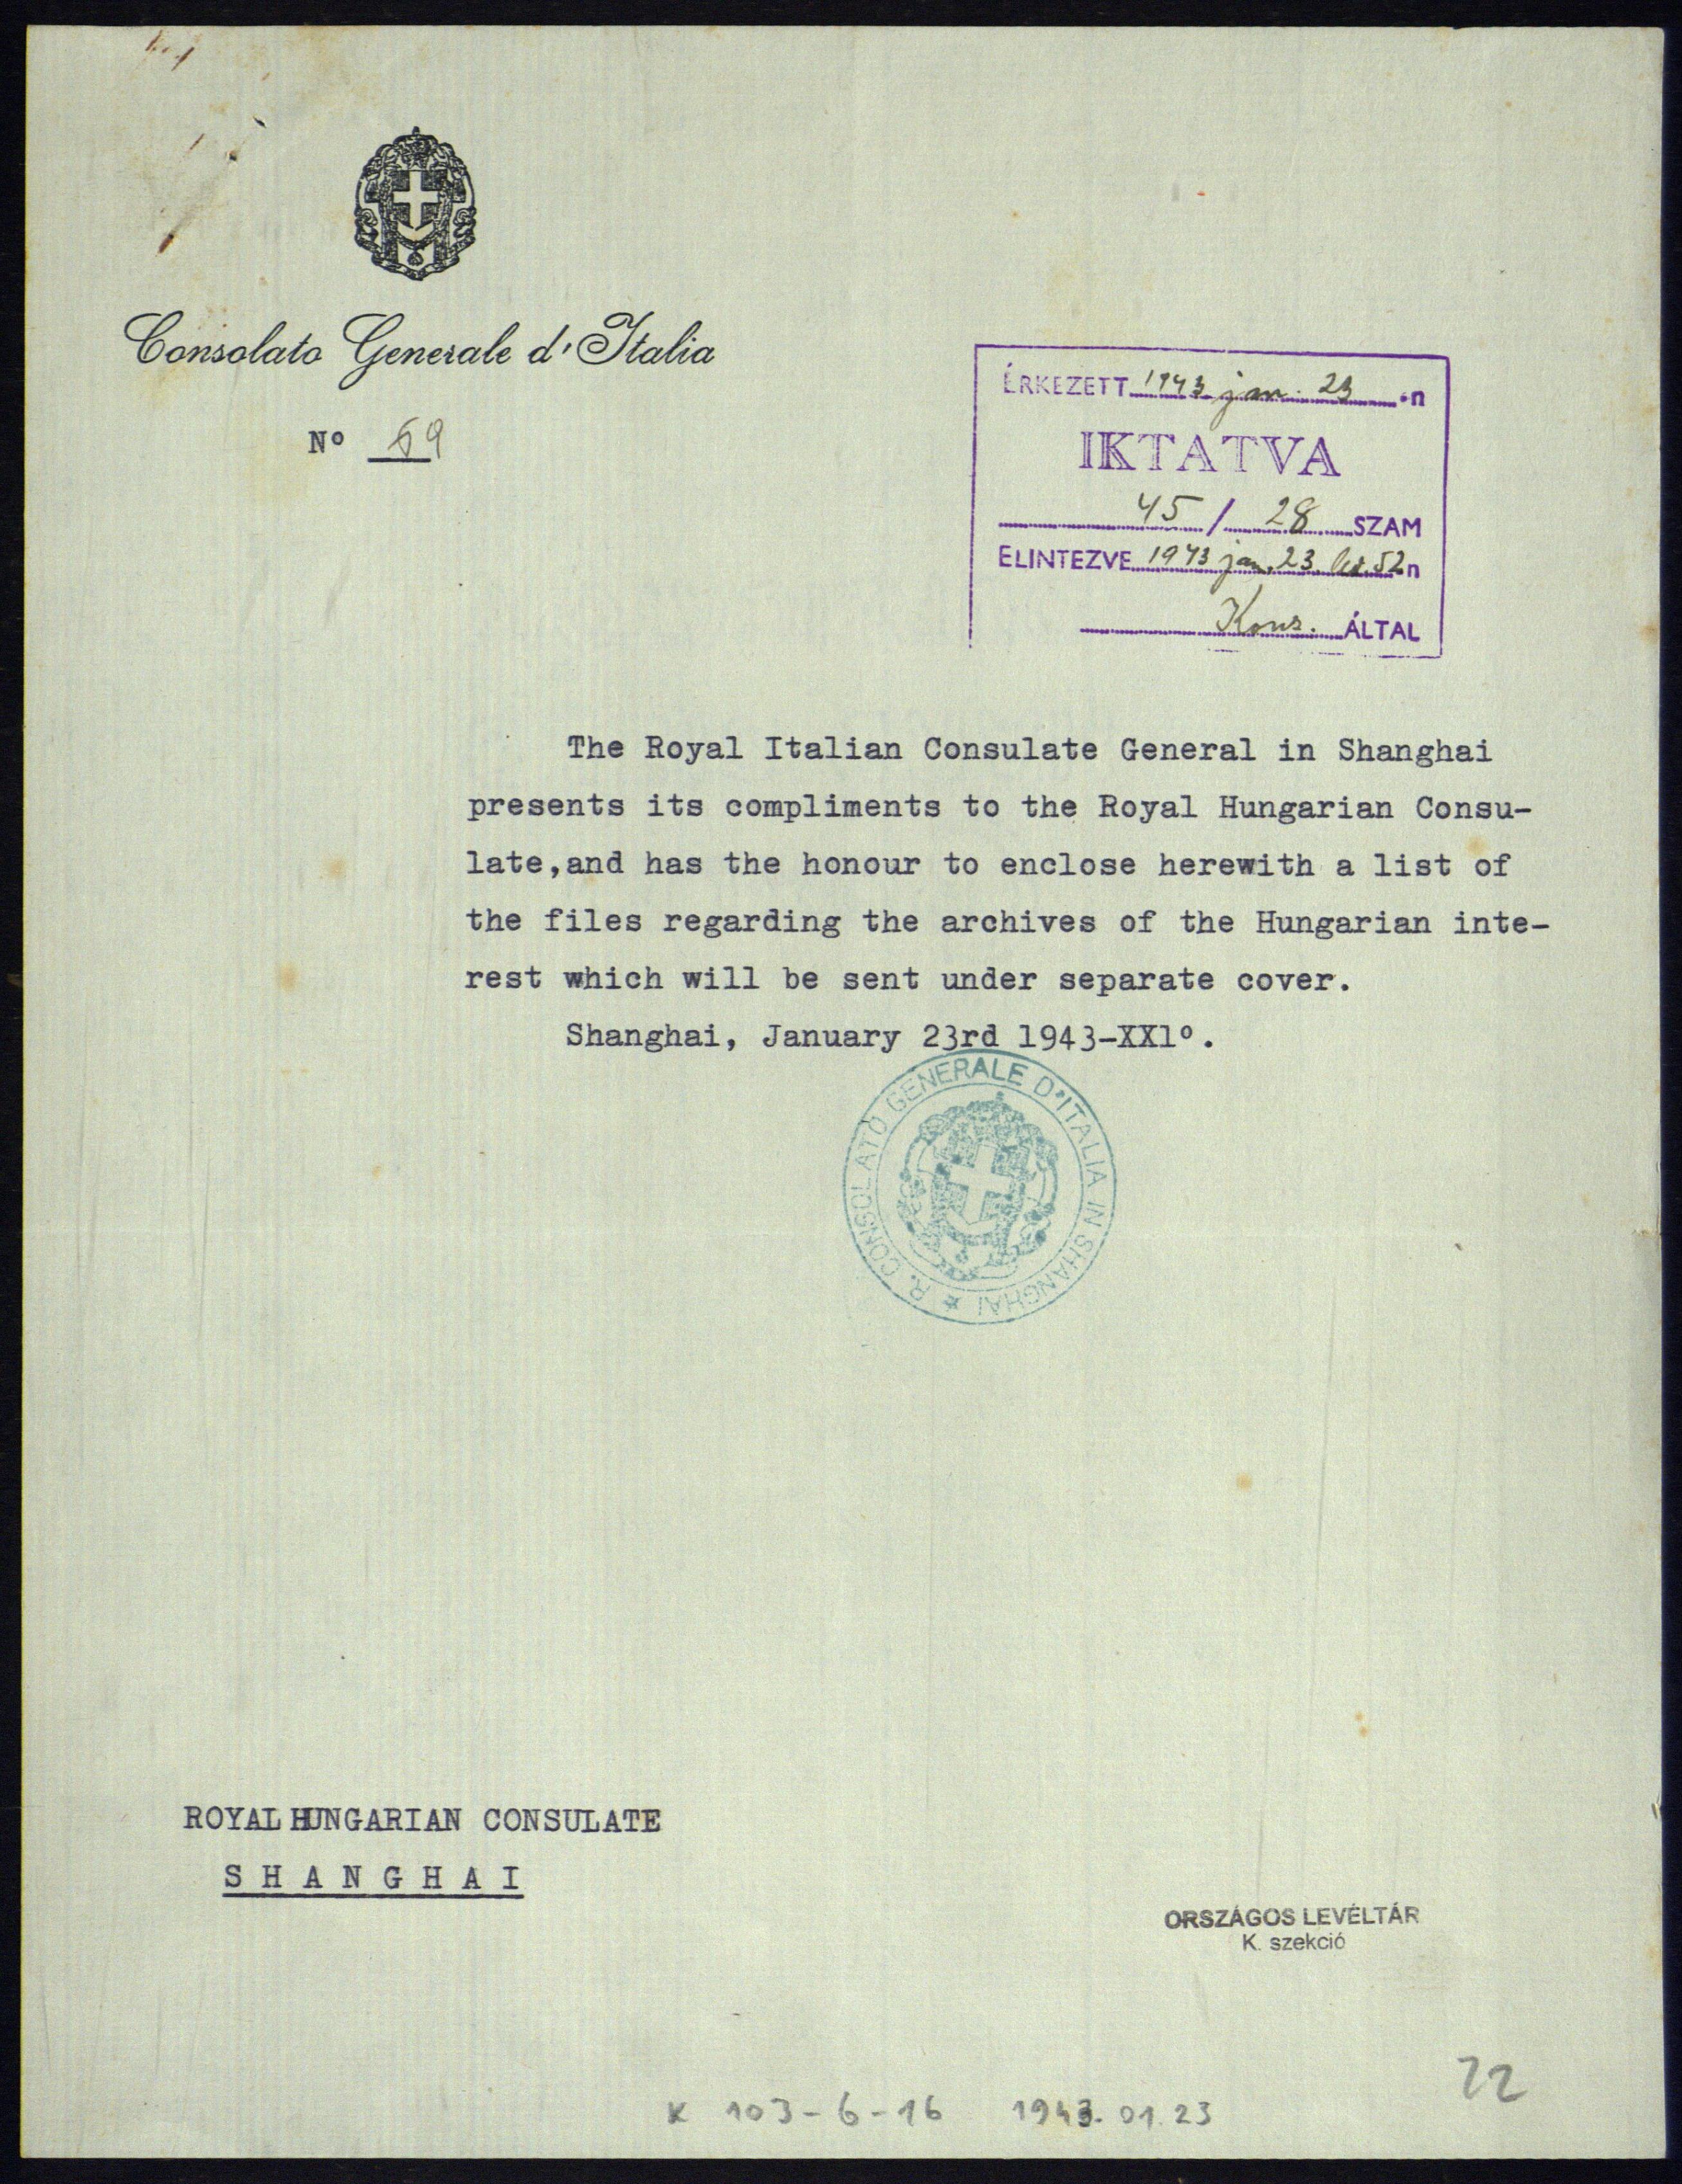 Consolato Generale d'Italia
Nº 69
ÉRKEZETT 1943 jan. 23 -n
IKTATVA
45 / 28 SZAM
ELINTEZVE 1943 jan. 23. 52 n
Kons. ÁLTAL
The Royal Italian Consulate General in Shanghai
presents its compliments to the Royal Hungarian Consu-
late,and has the honour to enclose herewith a list of
the files regarding the archives of the Hungarian inte-
rest which will be sent under separate cover.
Shanghai, January 23rd 1943-XXlº.
R. CONSOLATO GENERALE D'ITALIA IN SHANGHAI
ROYAL HUNGARIAN CONSULATE
S H A N G H A I
ORSZÁGOS LEVÉLTÁR
K. szekció
22
K 103-6-16 1943. 01. 23